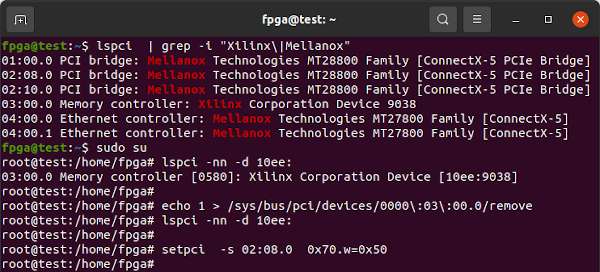 fpga@test: ~
fpga@test:~$ lspci  | grep -i "Xilinx\|Mellanox"
01:00.0 PCI bridge: Mellanox Technologies MT28800 Family [ConnectX-5 PCIe Bridge]
02:08.0 PCI bridge: Mellanox Technologies MT28800 Family [ConnectX-5 PCIe Bridge]
02:10.0 PCI bridge: Mellanox Technologies MT28800 Family [ConnectX-5 PCIe Bridge]
03:00.0 Memory controller: Xilinx Corporation Device 9038
04:00.0 Ethernet controller: Mellanox Technologies MT27800 Family [ConnectX-5]
04:00.1 Ethernet controller: Mellanox Technologies MT27800 Family [ConnectX-5]
fpga@test:~$ sudo su
root@test:/home/fpga# lspci -nn -d 10ee:
03:00.0 Memory controller [0580]: Xilinx Corporation Device [10ee:9038]
root@test:/home/fpga#
root@test:/home/fpga# echo 1 > /sys/bus/pci/devices/0000\:03\:00.0/remove
root@test:/home/fpga# lspci -nn -d 10ee:
root@test:/home/fpga#
root@test:/home/fpga# setpci  -s 02:08.0  0x70.w=0x50
root@test:/home/fpga#